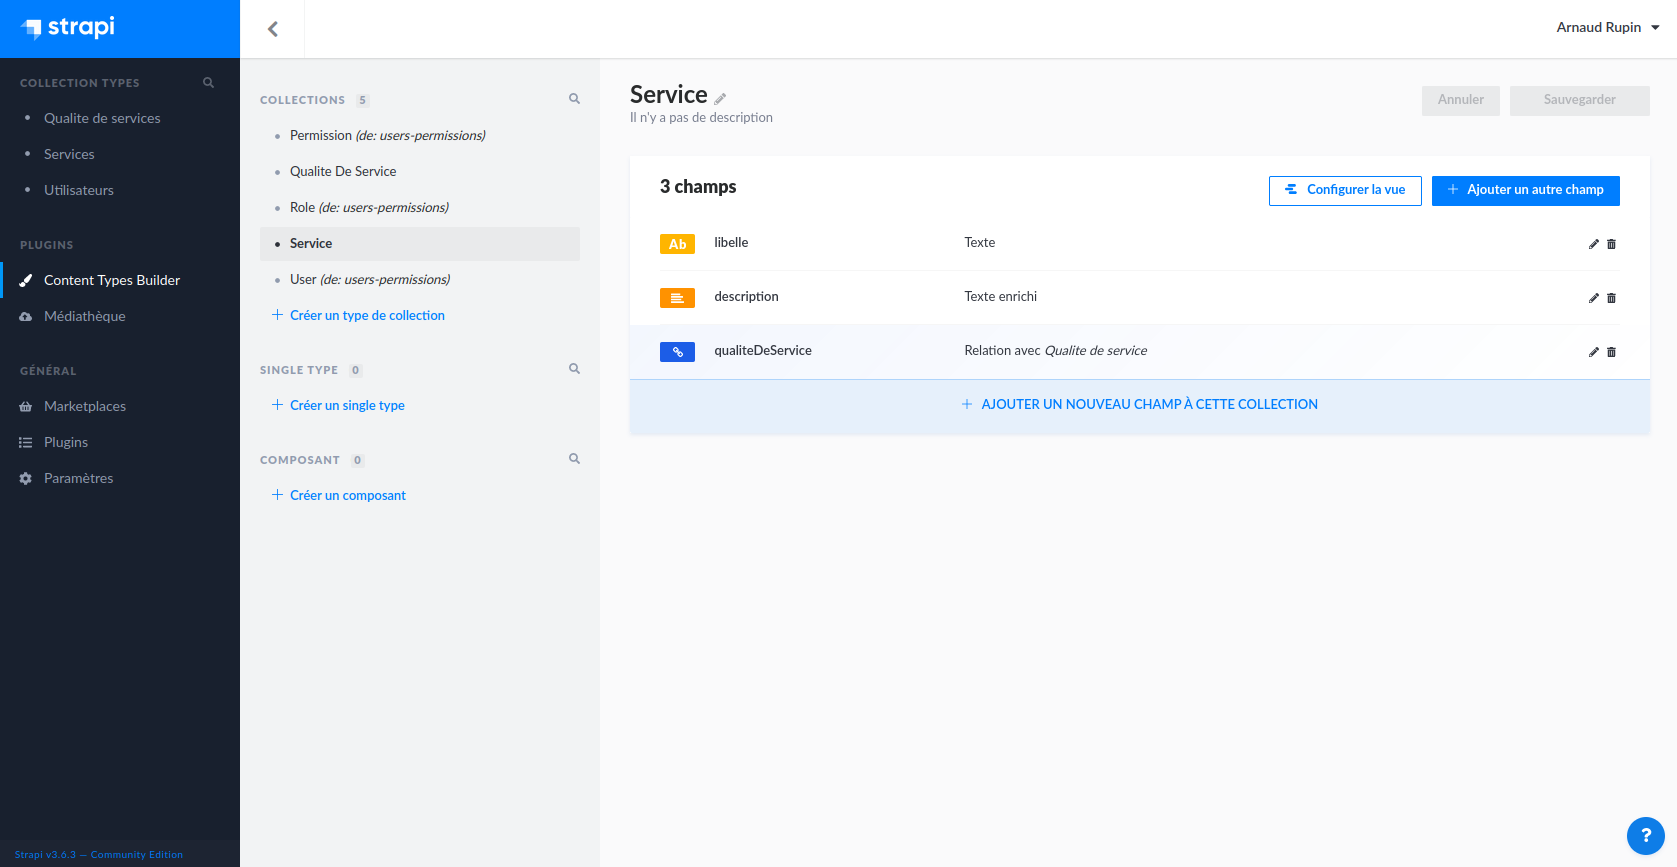 strapi
Arnaud Rupin
COLLECTION TYPES
Qualite de services
Services
Utilisateurs
PLUGINS
Content Types Builder
Médiathèque
GÉNÉRAL
Marketplaces
Plugins
Paramètres
Strapi v3.6.3 — Community Edition
COLLECTIONS 5
Permission (de: users-permissions)
Qualite De Service
Role (de: users-permissions)
Service
User (de: users-permissions)
Créer un type de collection
SINGLE TYPE 0
Créer un single type
COMPOSANT 0
Créer un composant
Service
Il n'y a pas de description
Annuler
Sauvegarder
3 champs
Configurer la vue
Ajouter un autre champ
Ab libelle Texte
description Texte enrichi
qualiteDeService Relation avec Qualite de service
AJOUTER UN NOUVEAU CHAMP À CETTE COLLECTION
?